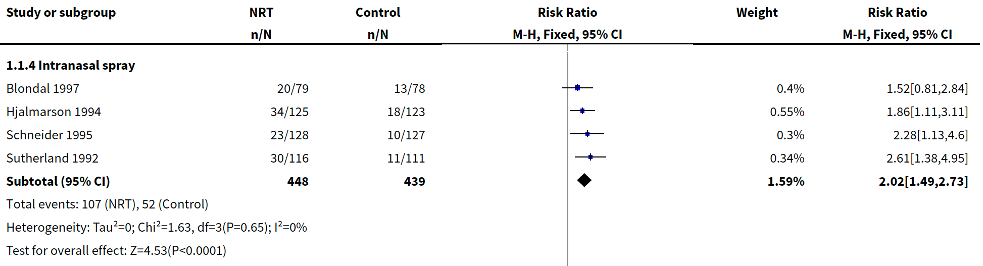 Study or subgroup NRT Control Risk Ratio Weight Risk Ratio
n/N n/N M-H, Fixed, 95% CI M-H, Fixed, 95% CI
1.1.4 Intranasal spray
Blondal 1997 20/79 13/78 0.4% 1.52[0.81,2.84]
Hjalmarson 1994 34/125 18/123 0.55% 1.86[1.11,3.11]
Schneider 1995 23/128 10/127 0.3% 2.28[1.13,4.6]
Sutherland 1992 30/116 11/111 0.34% 2.61[1.38,4.95]
Subtotal (95% CI) 448 439 1.59% 2.02[1.49,2.73]
Total events: 107 (NRT), 52 (Control)
Heterogeneity: Tau²=0; Chi²=1.63, df=3(P=0.65); I²=0%
Test for overall effect: Z=4.53(P<0.0001)